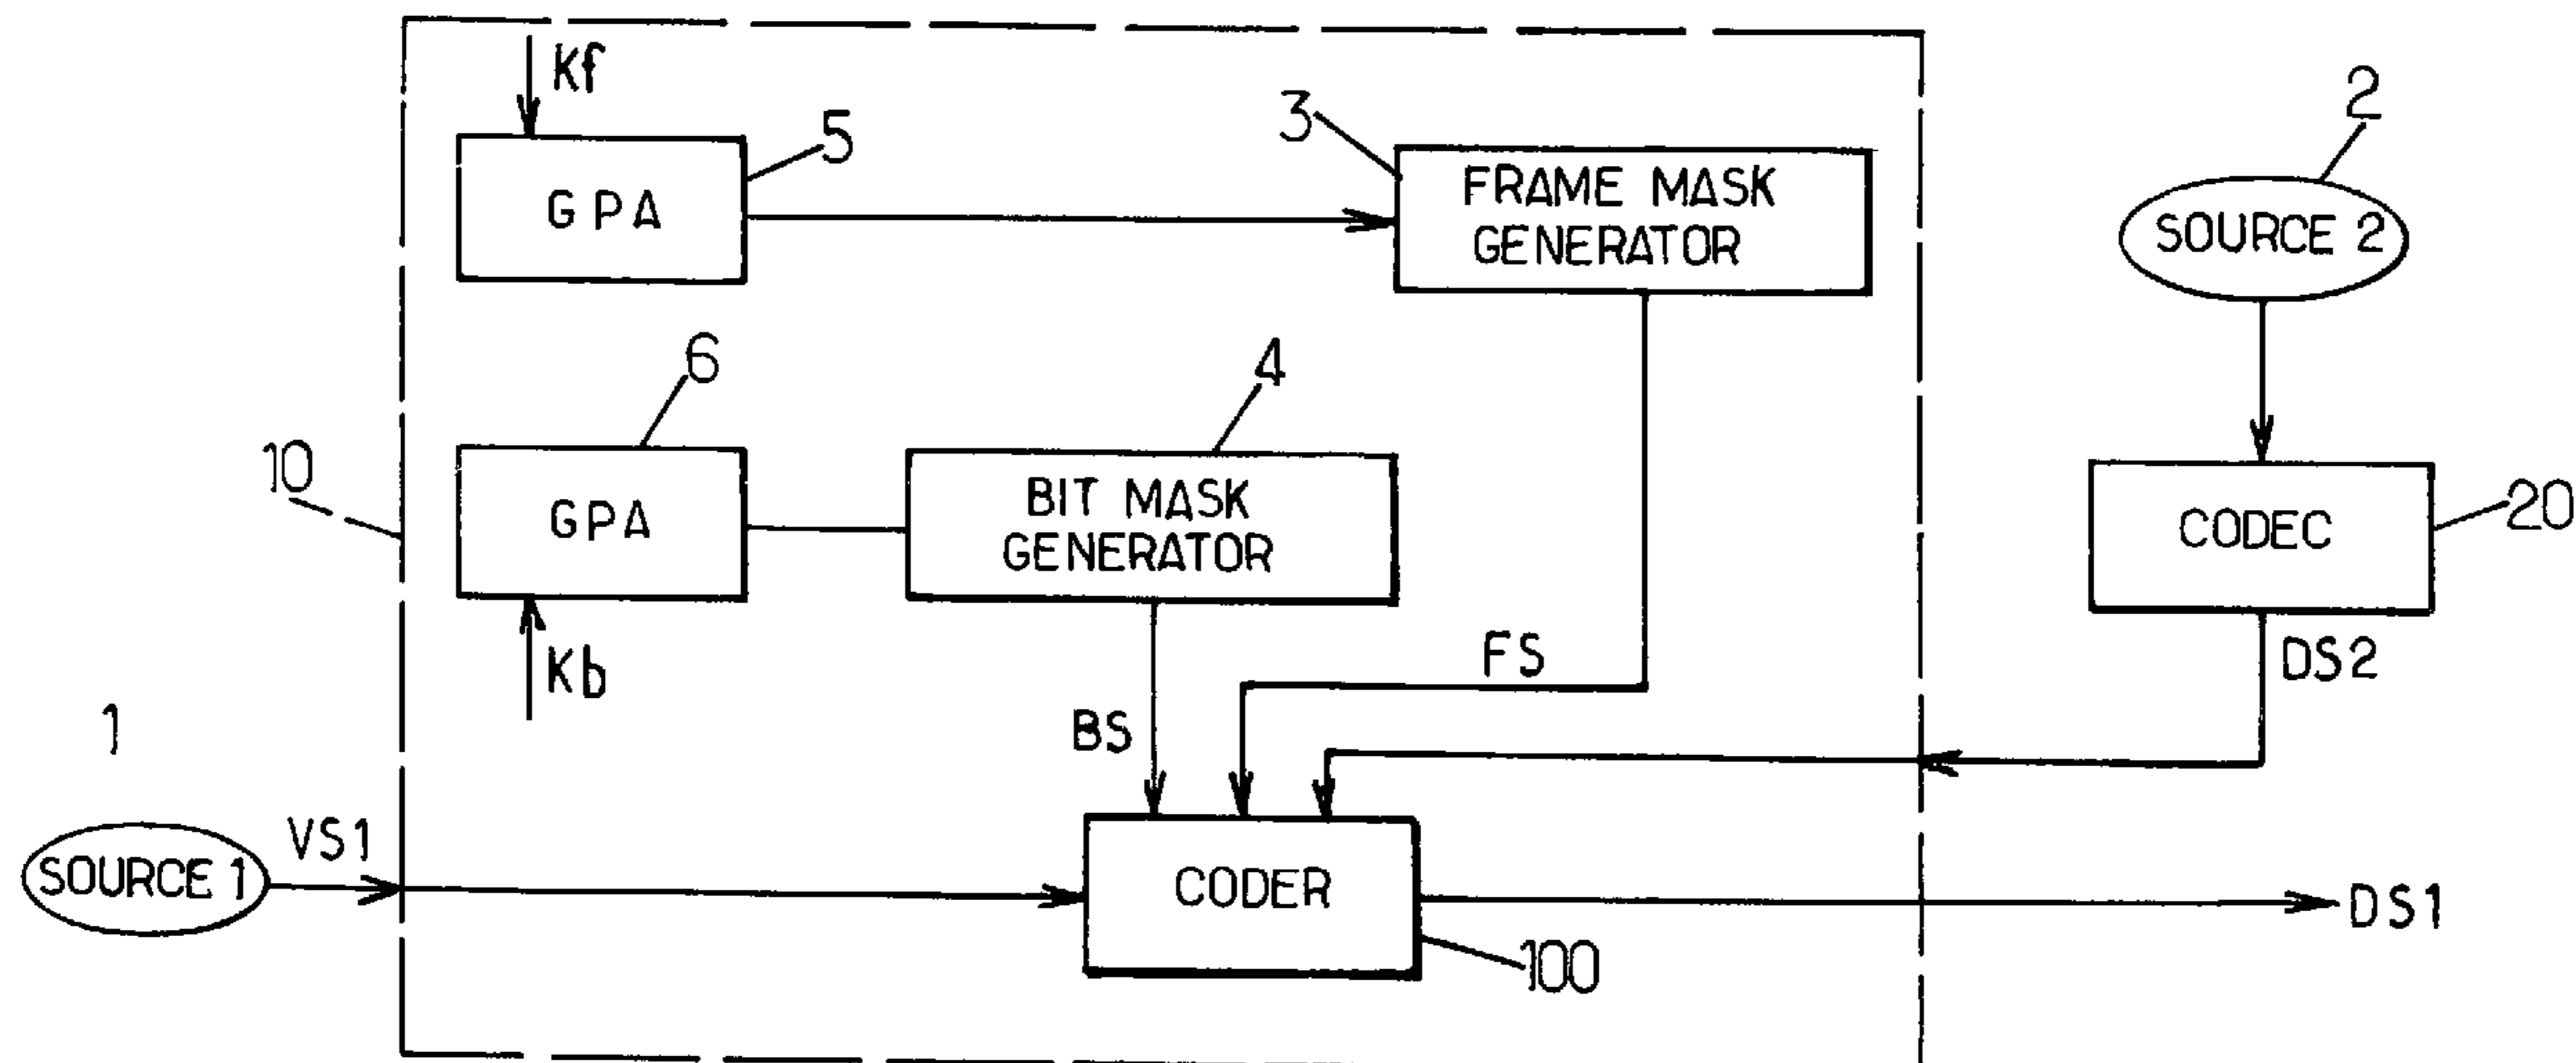 Kf
5
3
2
GPA
FRAME MASK
GENERATOR
SOURCE 2
6
4
10
GPA
BIT MASK
GENERATOR
CODEC
20
Kb
FS
DS2
1
BS
VS1
SOURCE 1
CODER
DS1
100